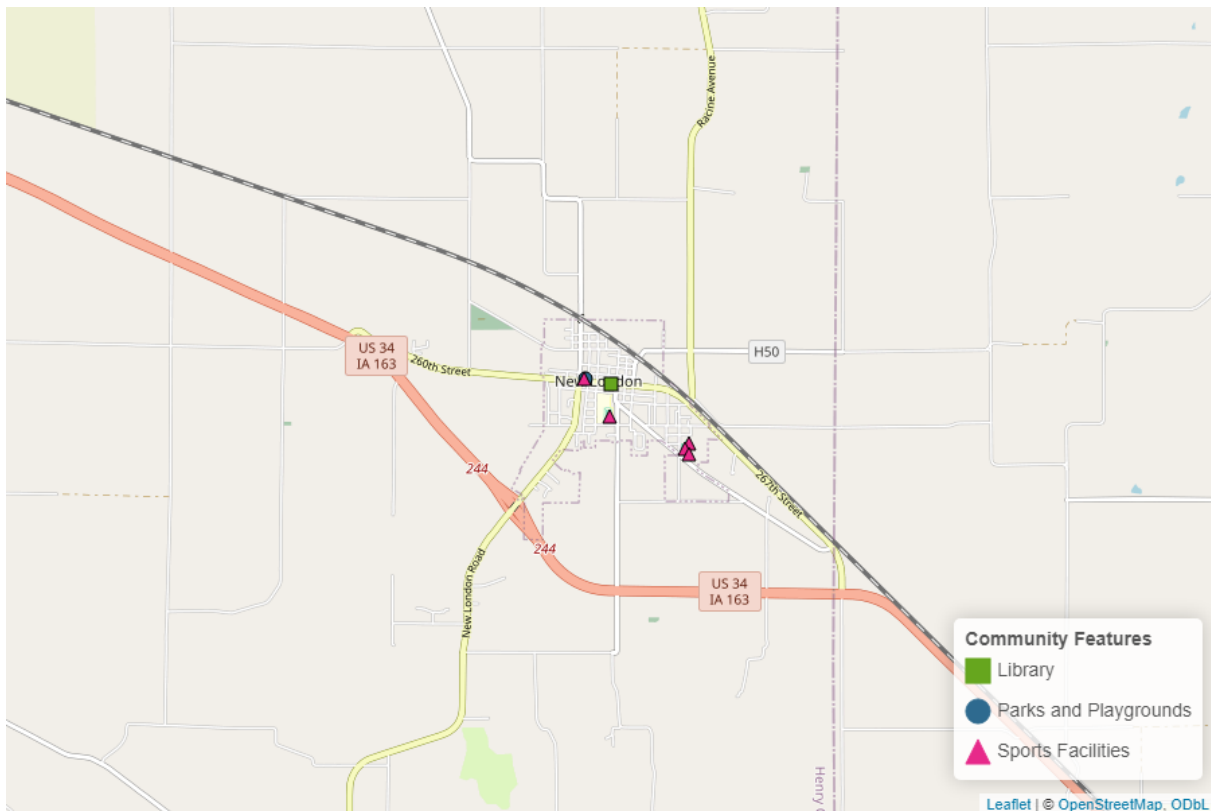 Racine Avenue
US 34
IA 163
260th Street
H50
New London
244
267th Street
244
New London Road
US 34
IA 163
Community Features
Library
Parks and Playgrounds
Sports Facilities
Henry
Leaflet | © OpenStreetMap, ODbL